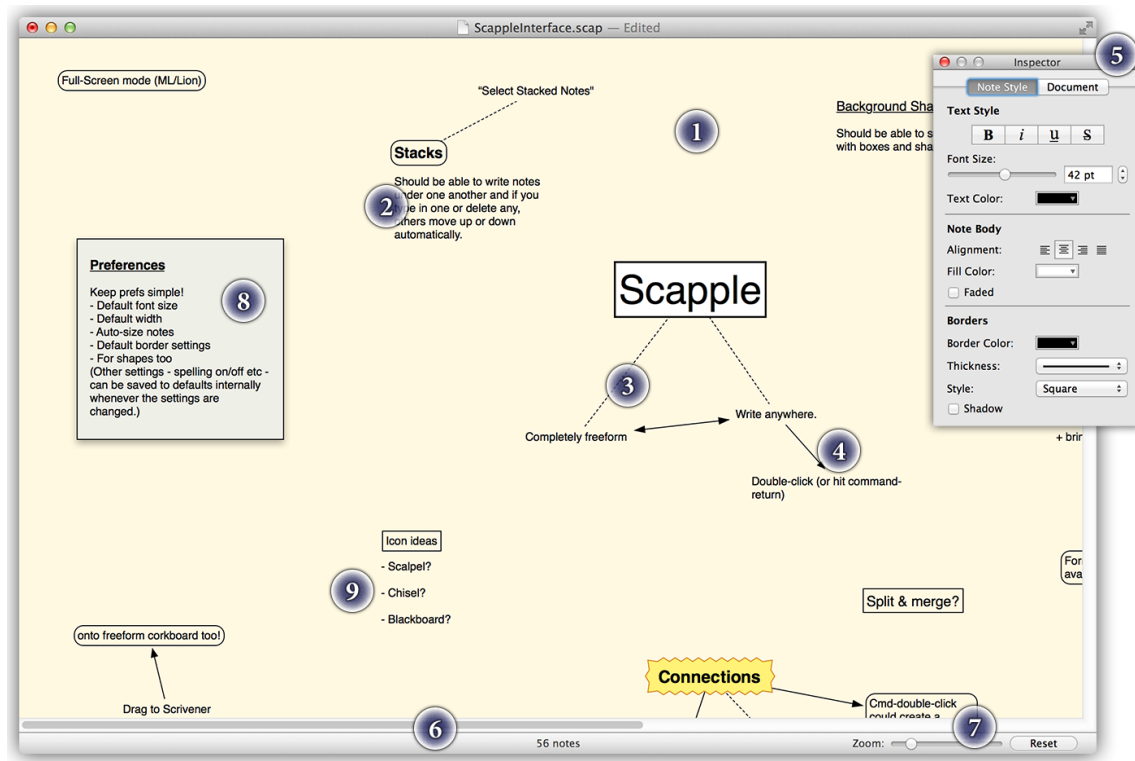 ScappleInterface.scap — Edited
Full-Screen mode (ML/Lion)
"Select Stacked Notes"
1
Stacks
Should be able to write notes
under one another and if you
type in one or delete any,
others move up or down
automatically.
2
Background Sha
Should be able to s
with boxes and sha
5
Inspector
Note Style
Document
Text Style
B i u S
Font Size:
42 pt
Text Color:
Note Body
Alignment:
Fill Color:
Faded
Borders
Border Color:
Thickness:
Style:
Square
Shadow
Preferences
Keep prefs simple!
- Default font size
- Default width
- Auto-size notes
- Default border settings
- For shapes too
(Other settings - spelling on/off etc -
can be saved to defaults internally
whenever the settings are
changed.)
8
Scapple
3
Completely freeform
Write anywhere.
4
Double-click (or hit command-
return)
+ brin
Icon ideas
- Scalpel?
- Chisel?
- Blackboard?
9
For
ava
Split & merge?
onto freeform corkboard too!
Drag to Scrivener
Connections
Cmd-double-click
could create a
6
56 notes
Zoom:
7
Reset